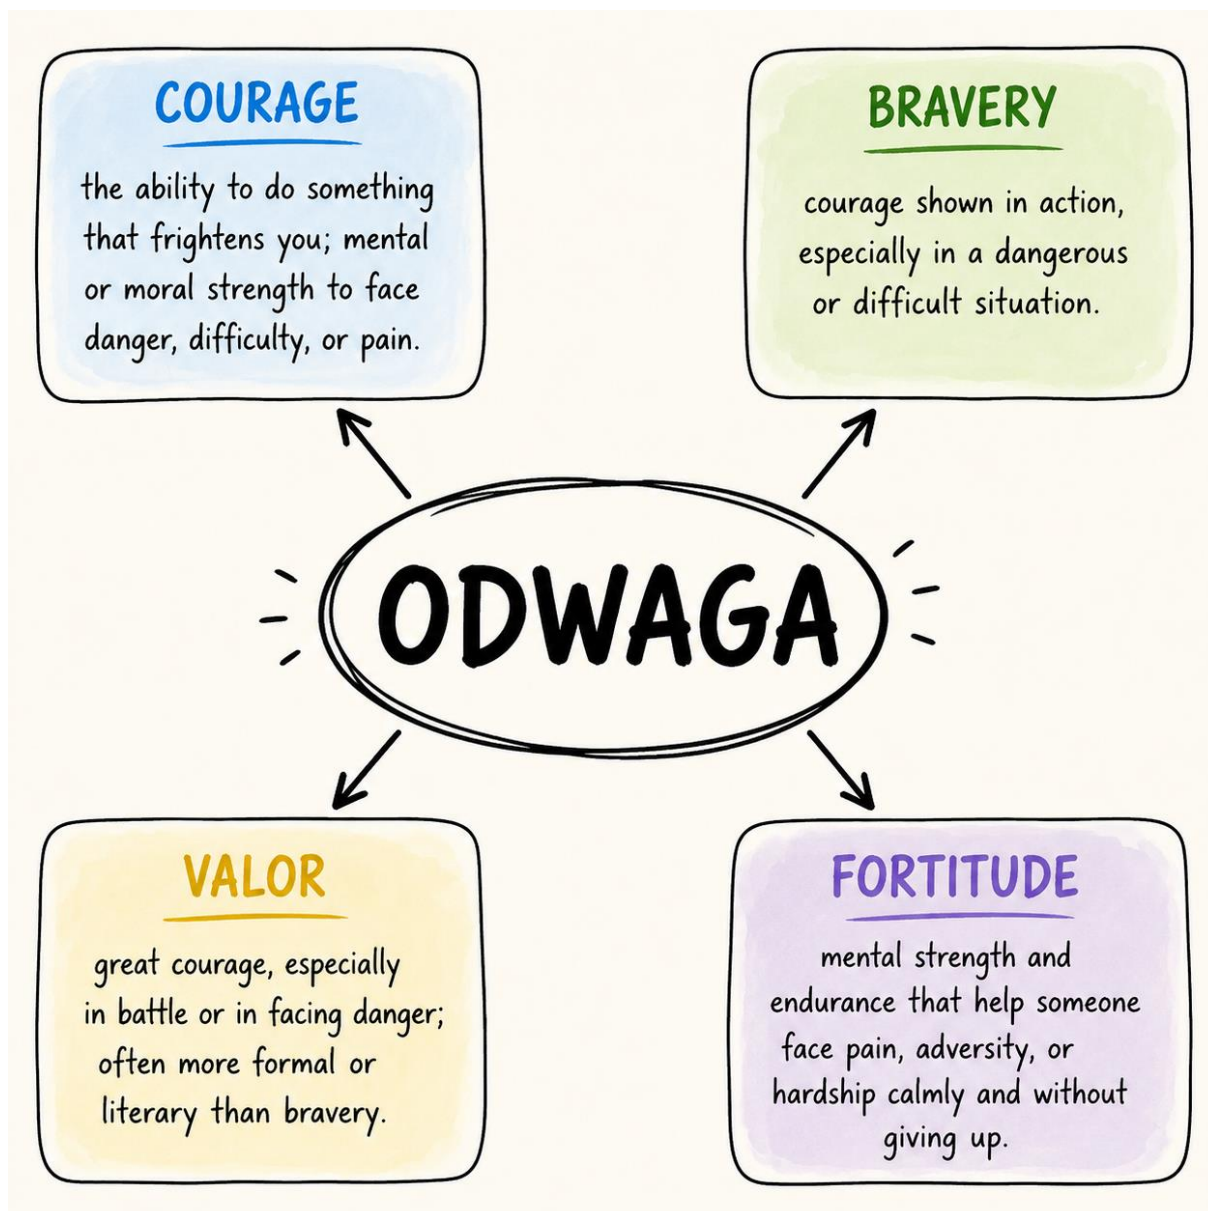 COURAGE
the ability to do something
that frightens you; mental
or moral strength to face
danger, difficulty, or pain.
BRAVERY
courage shown in action,
especially in a dangerous
or difficult situation.
ODWAGA
VALOR
great courage, especially
in battle or in facing danger;
often more formal or
literary than bravery.
FORTITUDE
mental strength and
endurance that help someone
face pain, adversity, or
hardship calmly and without
giving up.